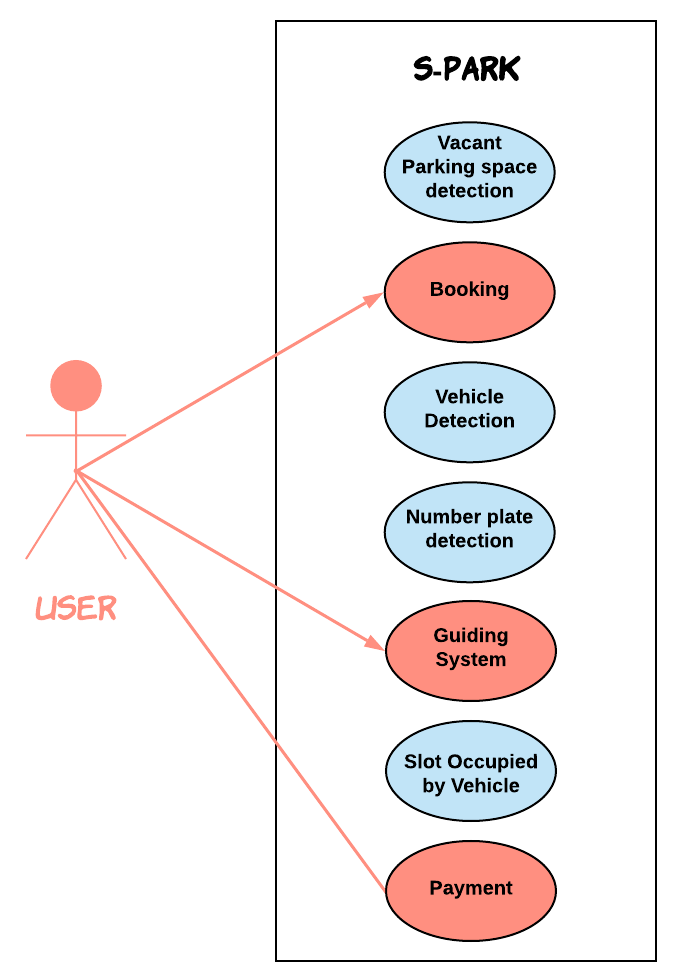 S-PARK
Vacant
Parking space
detection
Booking
Vehicle
Detection
Number plate
detection
USER
Guiding
System
Slot Occupied
by Vehicle
Payment